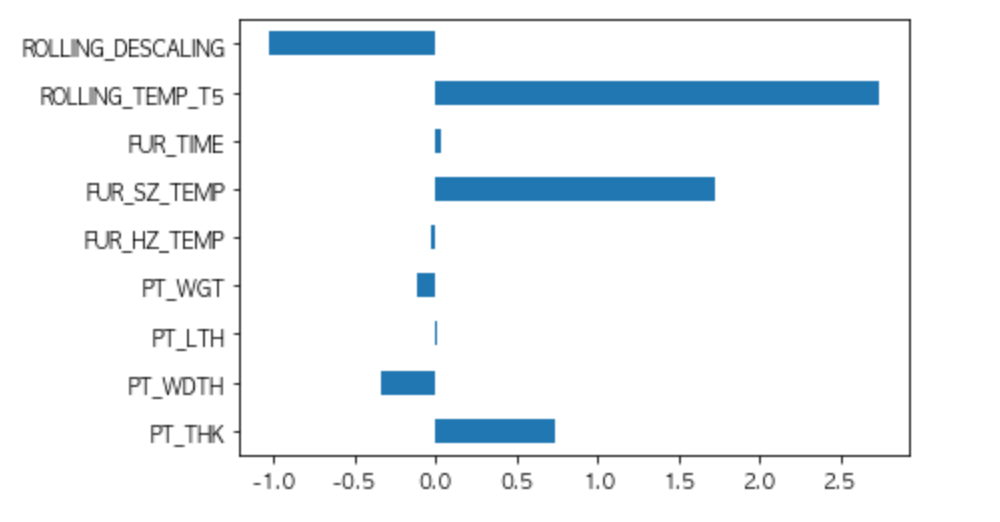 ROLLING_DESCALING
ROLLING_TEMP_T5
FUR_TIME
FUR_SZ_TEMP
FUR_HZ_TEMP
PT_WGT
PT_LTH
PT_WDTH
PT_THK
-1.0 -0.5 0.0 0.5 1.0 1.5 2.0 2.5